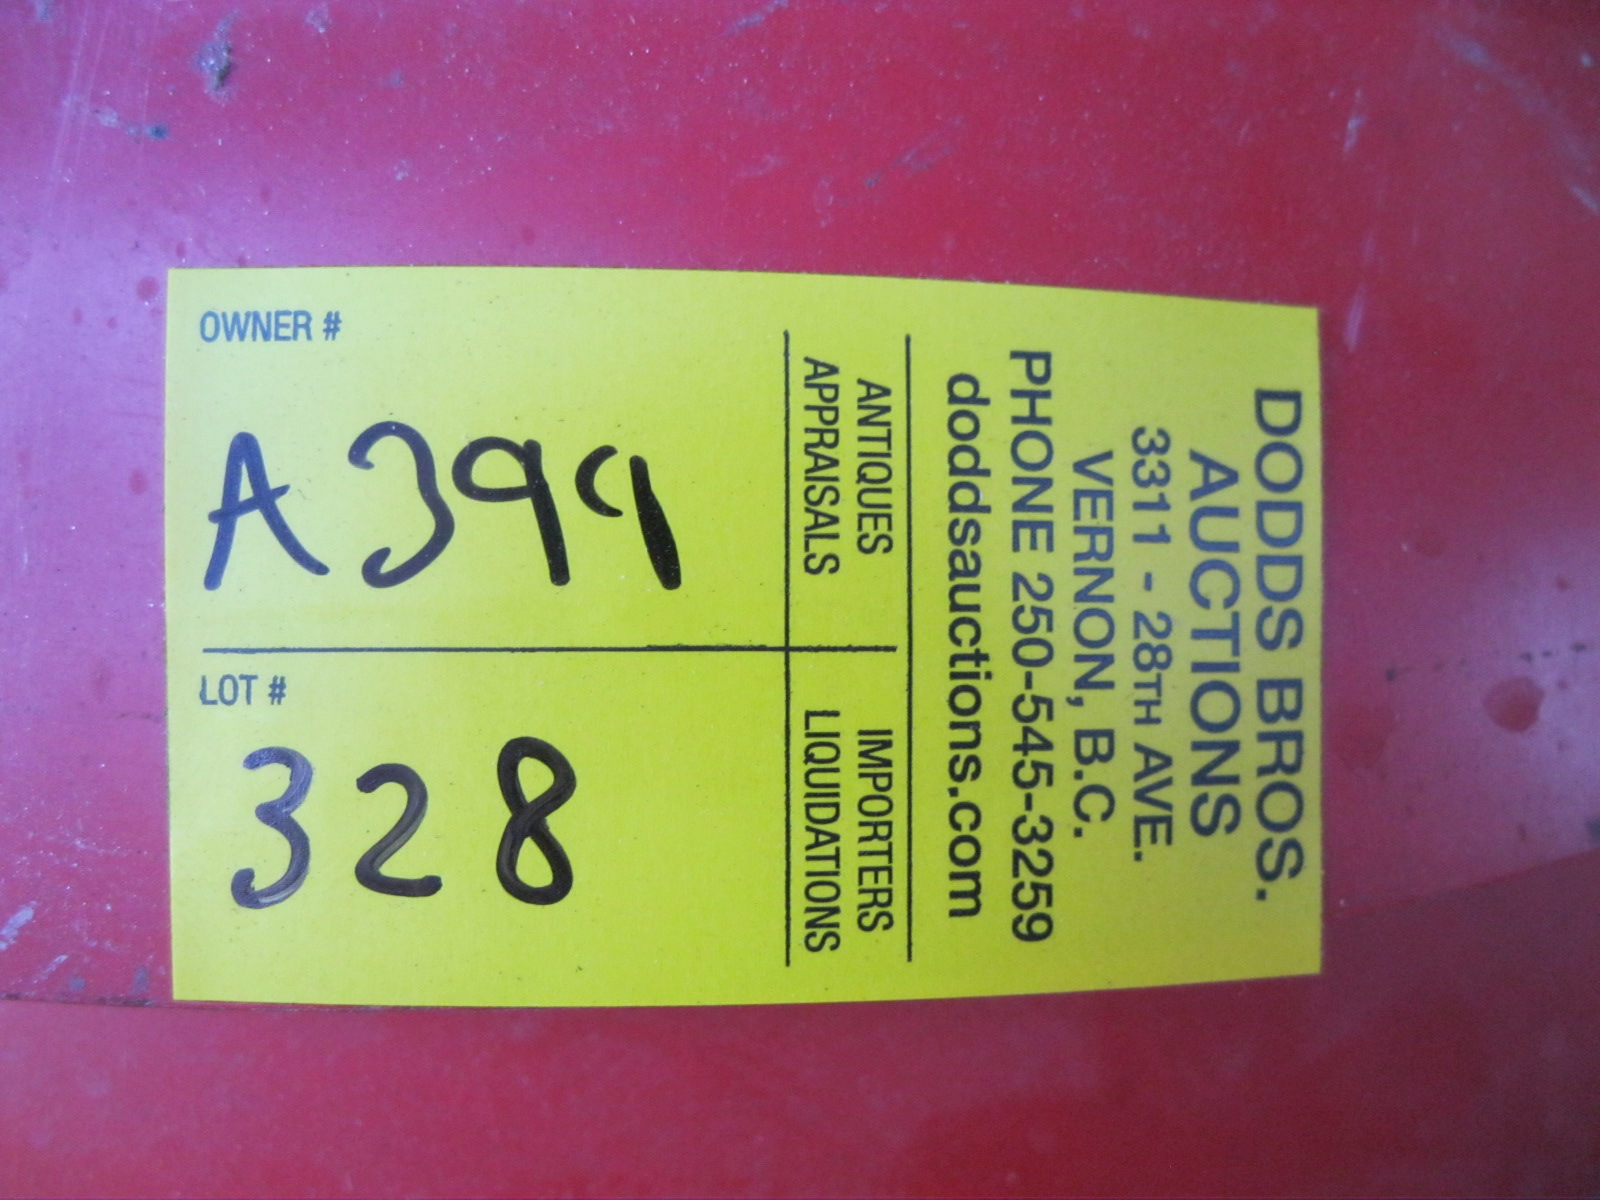 DODDS BROS.
AUCTIONS
3311 - 28TH AVE.
VERNON, B.C.
PHONE 250-545-3259
doddsauctions.com
ANTIQUES
APPRAISALS
IMPORTERS
LIQUIDATIONS
OWNER #
A399
LOT #
328